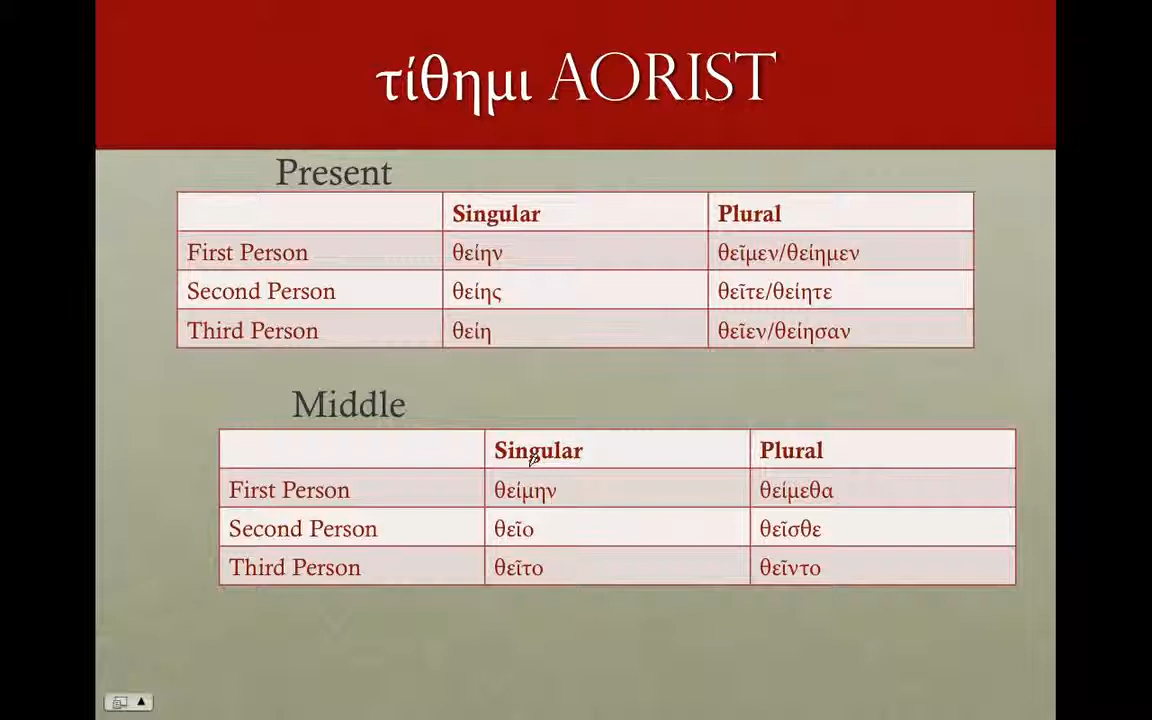 τίθημι AORIST
Present
Singular Plural
First Person θείην θεῖμεν/θείημεν
Second Person θείης θεῖτε/θείητε
Third Person θείη θεῖεν/θείησαν
Middle
Singular Plural
First Person θείμην θείμεθα
Second Person θεῖο θεῖσθε
Third Person θεῖτο θεῖντο